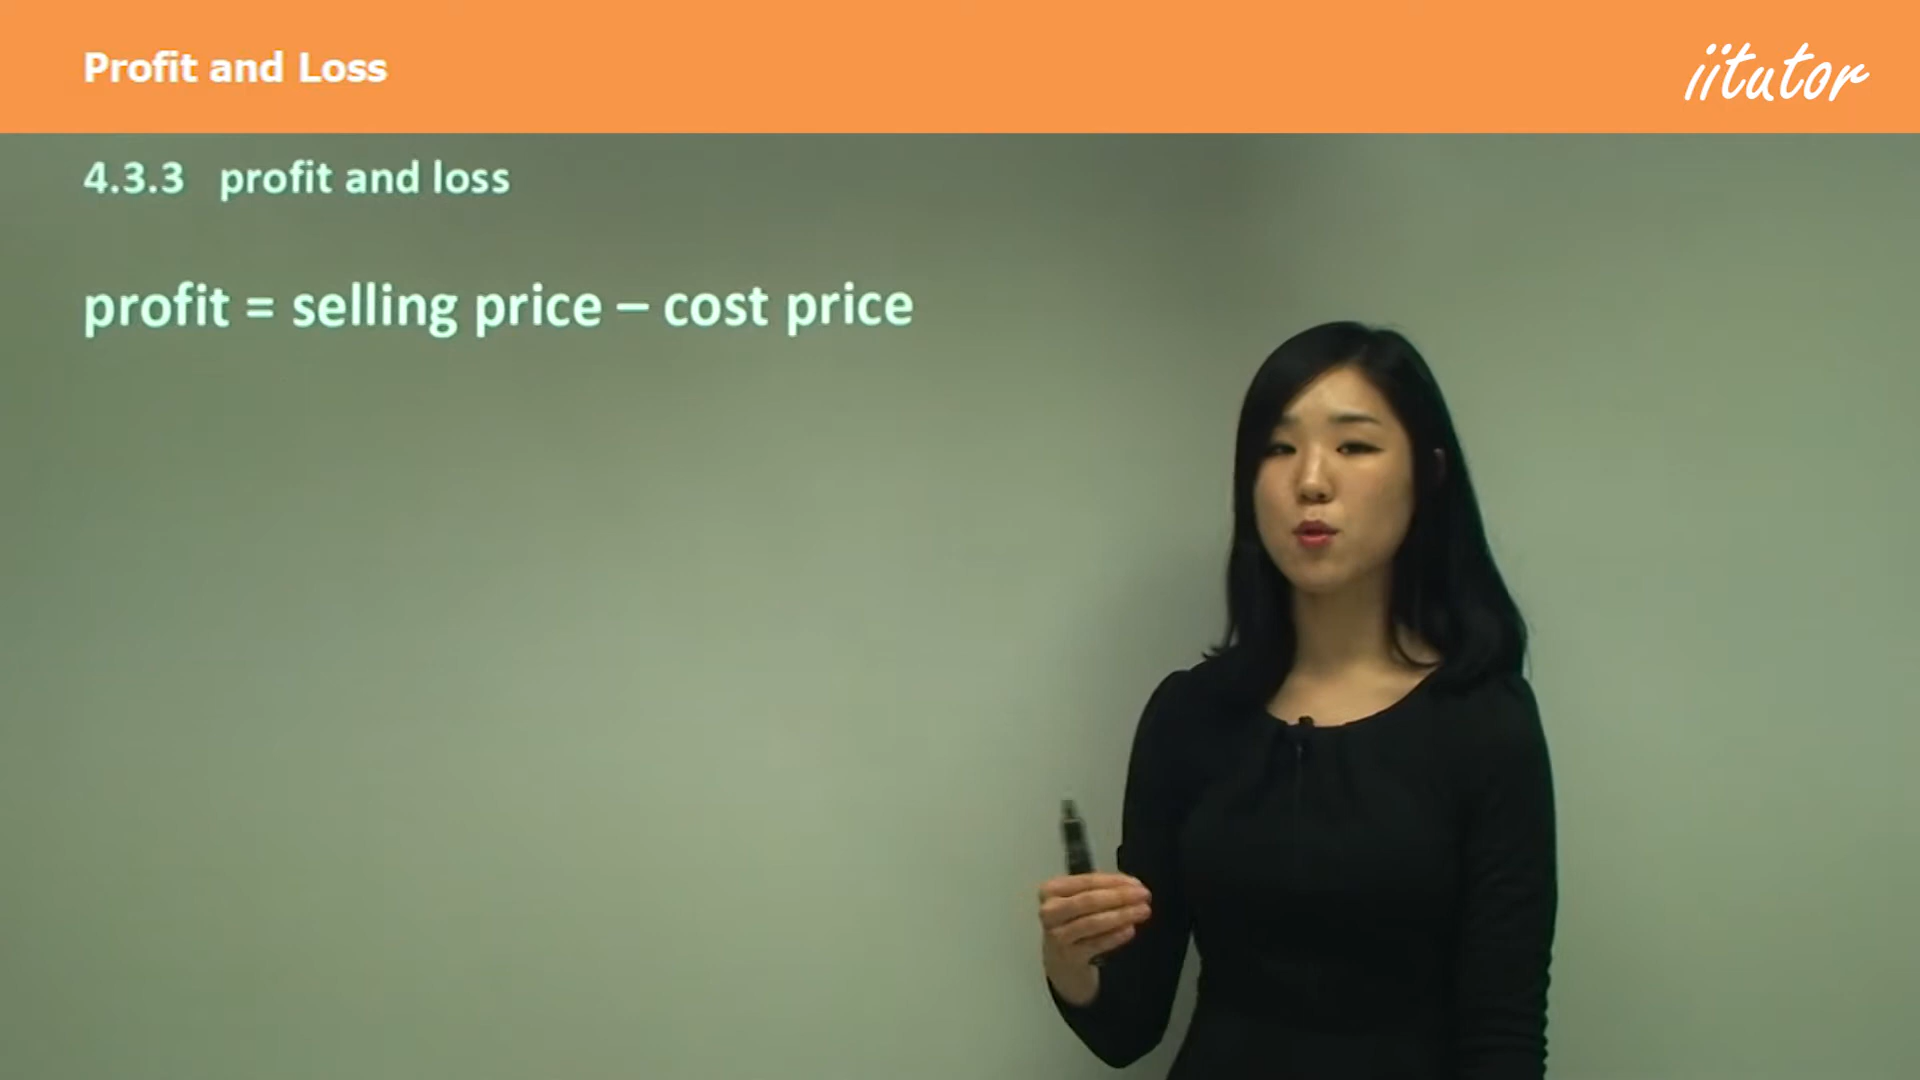 Profit and Loss
iitutor
4.3.3 profit and loss
profit = selling price – cost price